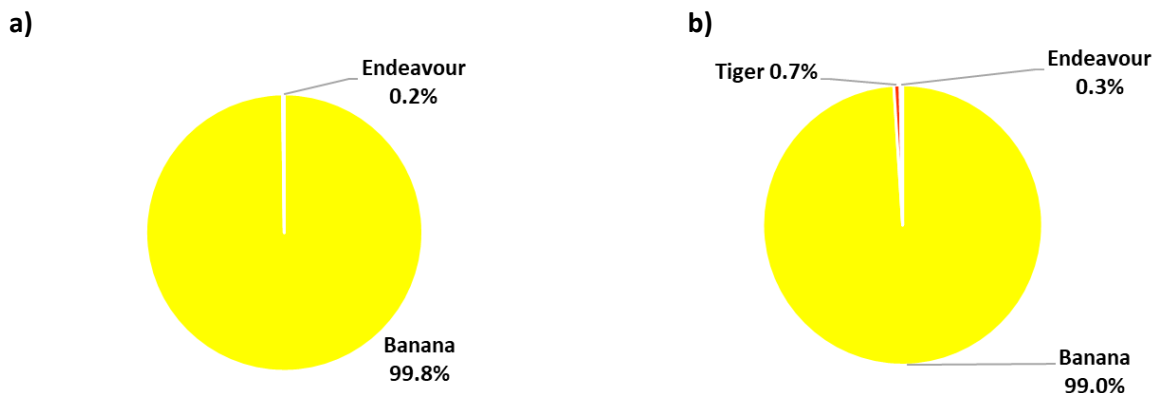 a)
Endeavour
0.2%
Banana
99.8%
b)
Tiger 0.7%
Endeavour
0.3%
Banana
99.0%